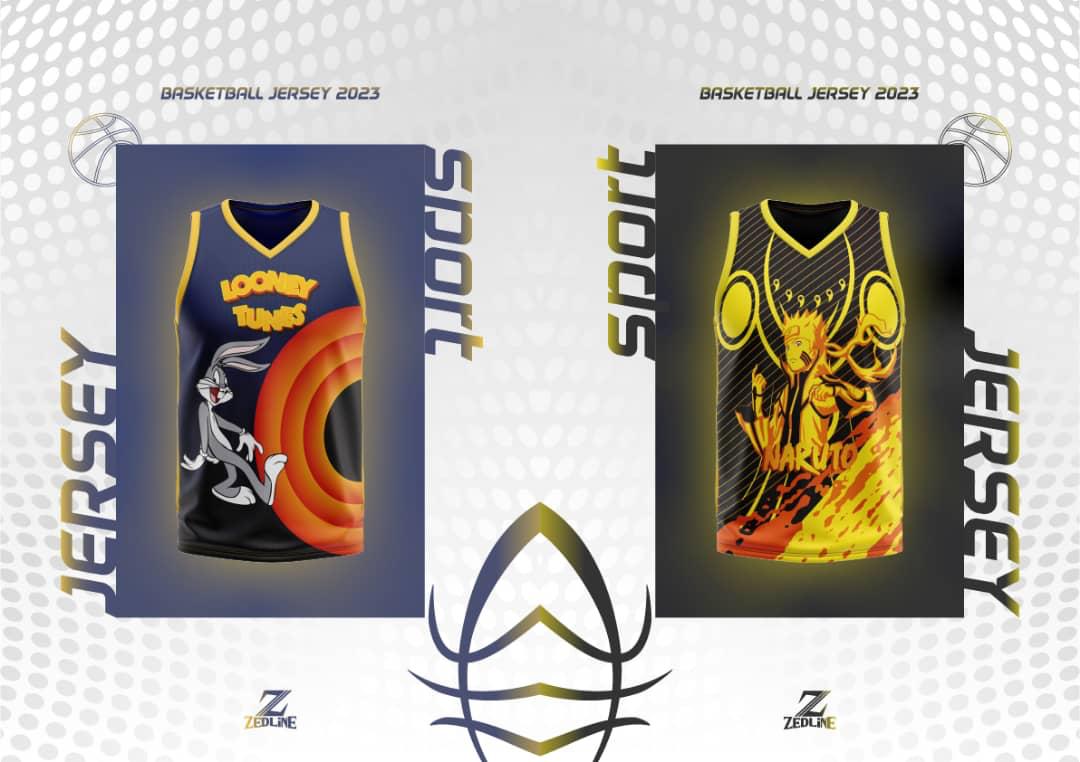 BASKETBALL JERSEY 2023
sport
JERSEY
LOONEY
TUNES
ZEDLINE
BASKETBALL JERSEY 2023
sport
JERSEY
NARUTO
ZEDLINE